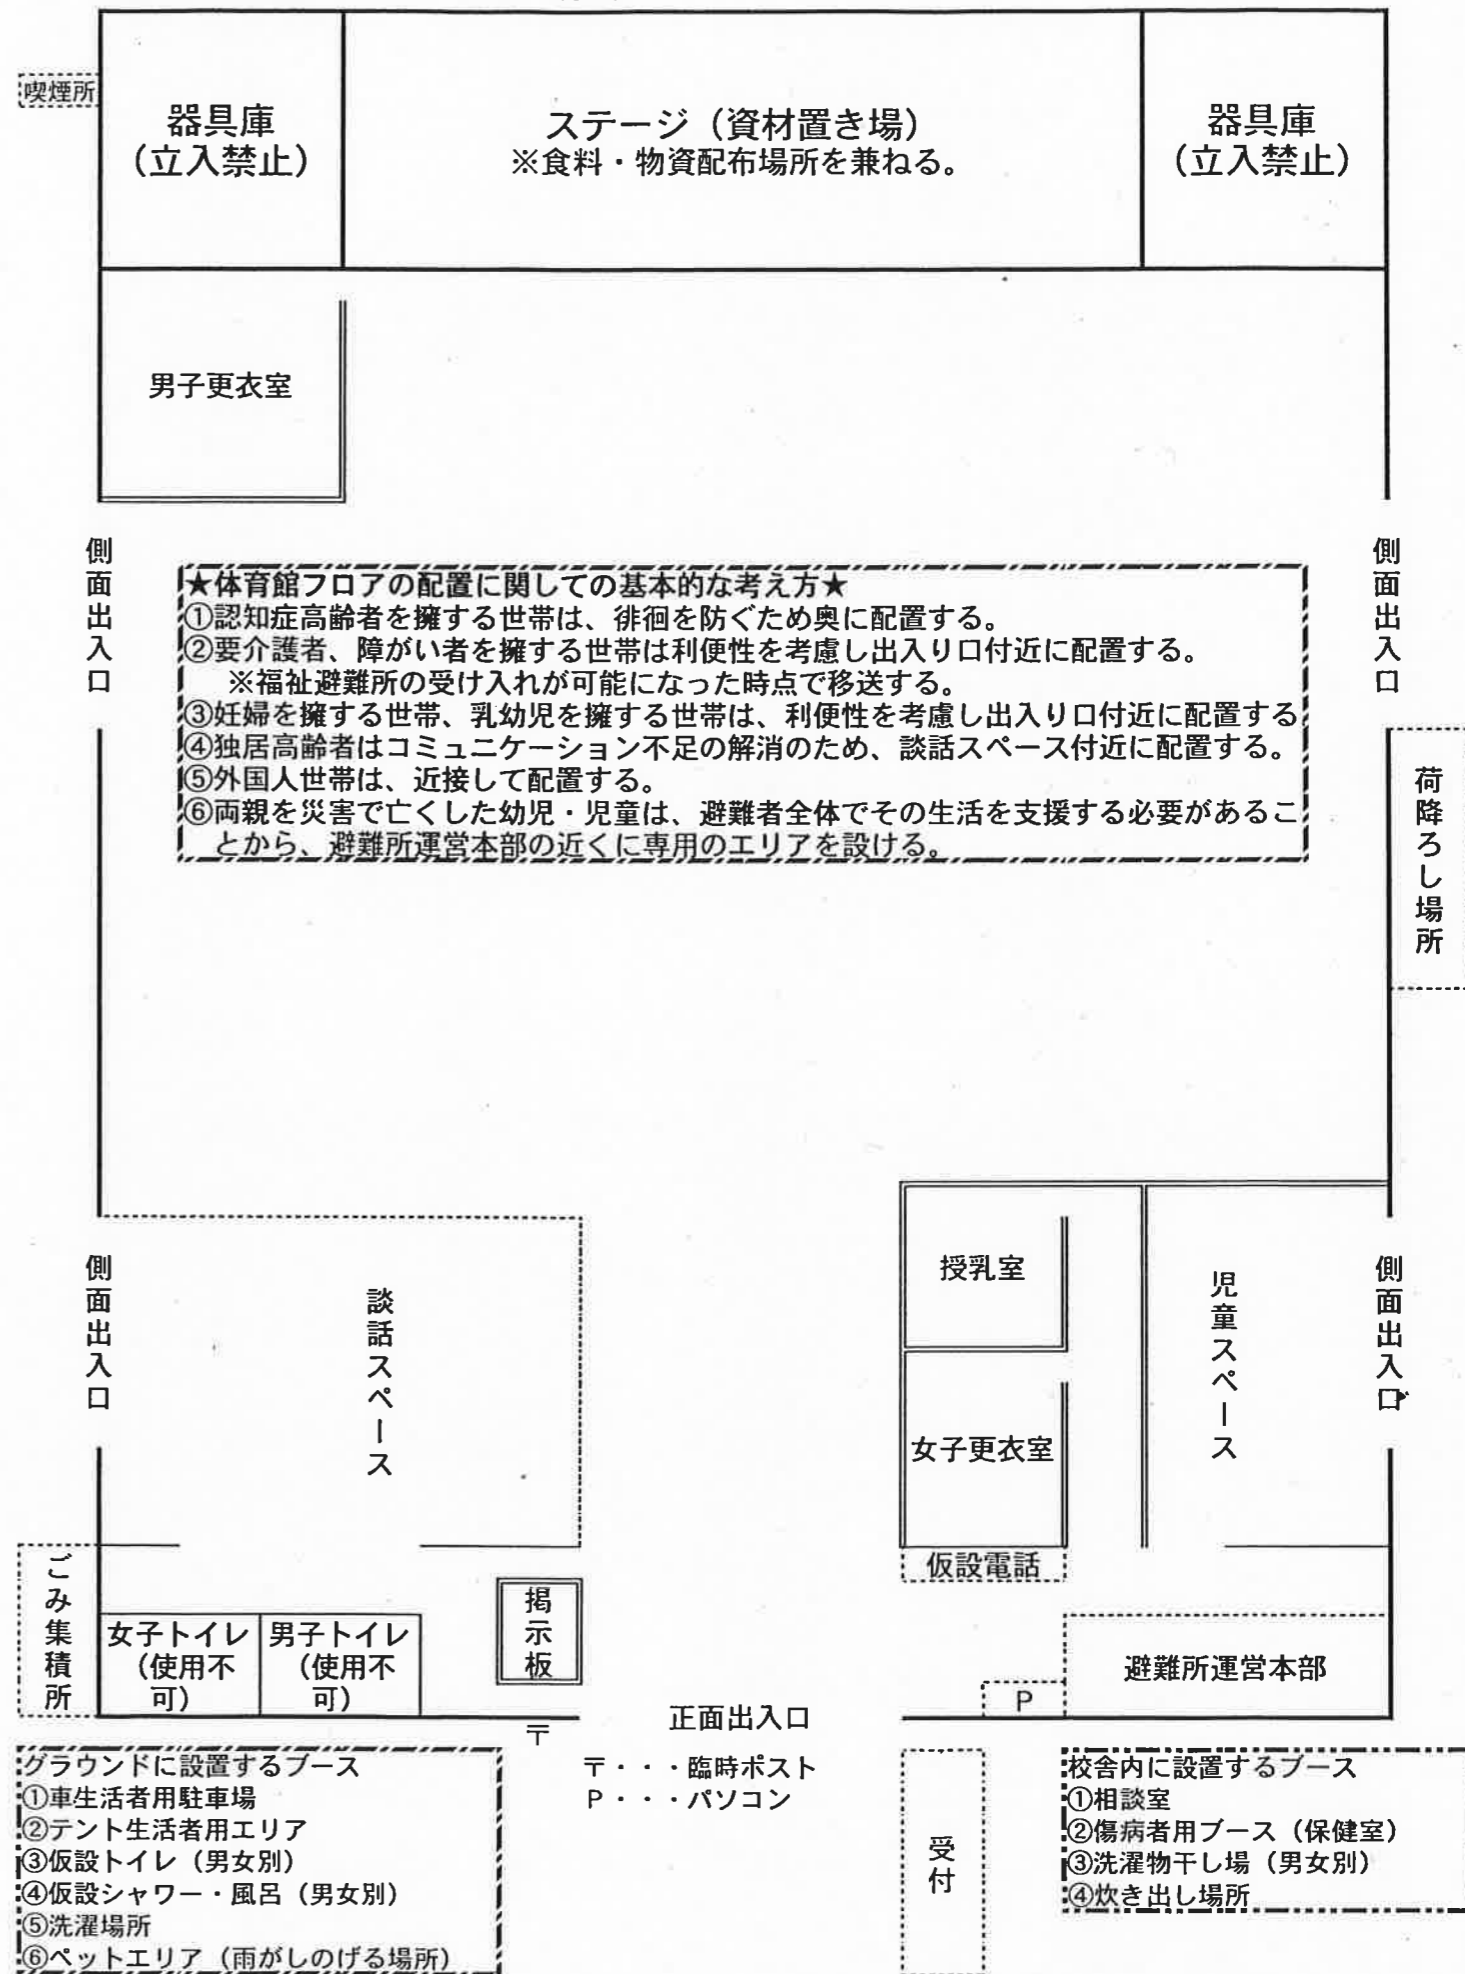 喫煙所
器具庫
(立入禁止)
ステージ（資材置き場）
※食料・物資配布場所を兼ねる。
器具庫
(立入禁止)
男子更衣室
側面出入口
側面出入口
★体育館フロアの配置に関しての基本的な考え方★
①認知症高齢者を擁する世帯は、徘徊を防ぐため奥に配置する。
②要介護者、障がい者を擁する世帯は利便性を考慮し出入り口付近に配置する。
※福祉避難所の受け入れが可能になった時点で移送する。
③妊婦を擁する世帯、乳幼児を擁する世帯は、利便性を考慮し出入り口付近に配置する
④独居高齢者はコミュニケーション不足の解消のため、談話スペース付近に配置する。
⑤外国人世帯は、近接して配置する。
⑥両親を災害で亡くした幼児・児童は、避難者全体でその生活を支援する必要があるこ
とから、避難所運営本部の近くに専用のエリアを設ける。
荷降ろし場所
側面出入口
談話スペース
授乳室
児童スペース
側面出入口
女子更衣室
仮設電話
ごみ集積所
女子トイレ
(使用不
可)
男子トイレ
(使用不
可)
掲示板
避難所運営本部
P
正面出入口
〒
〒・・・臨時ポスト
P・・・パソコン
グラウンドに設置するブース
①車生活者用駐車場
②テント生活者用エリア
③仮設トイレ（男女別）
④仮設シャワー・風呂（男女別）
⑤洗濯場所
⑥ペットエリア（雨がしのげる場所）
受付
校舎内に設置するブース
①相談室
②傷病者用ブース（保健室）
③洗濯物干し場（男女別）
④炊き出し場所